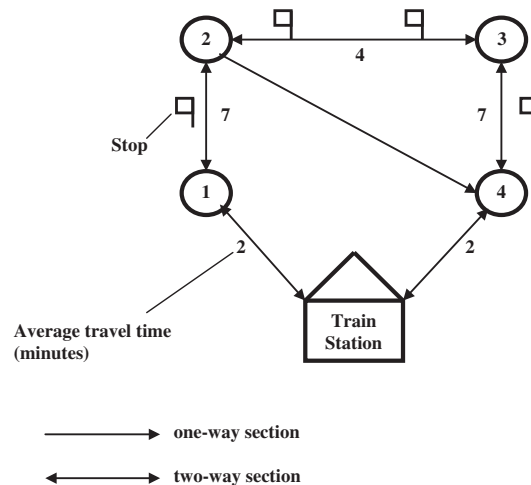 2
3
4
7
7
Stop
1
4
2
2
Train
Station
Average travel time
(minutes)
one-way section
two-way section